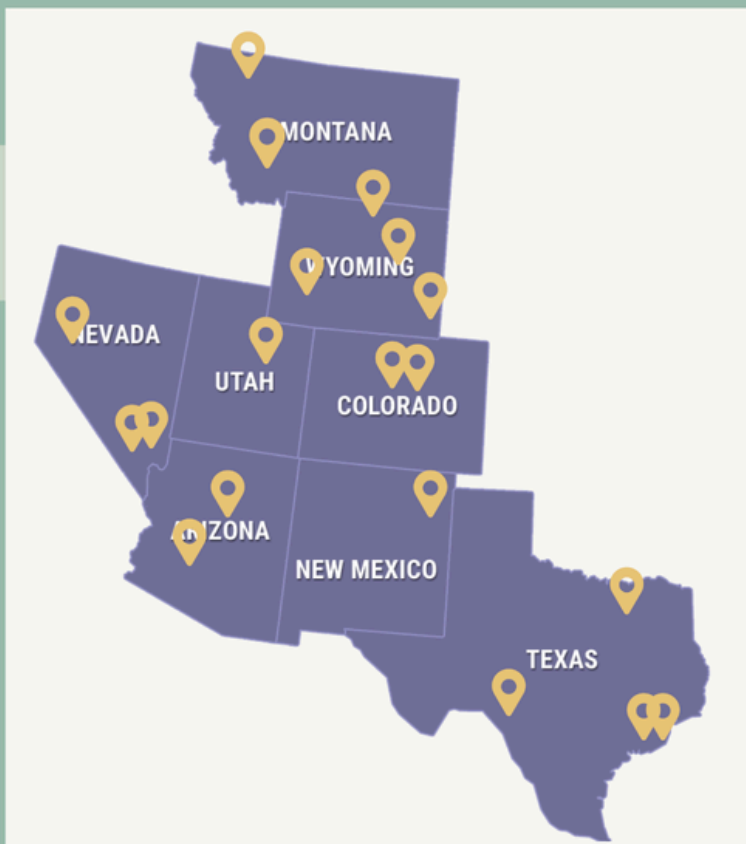 MONTANA
WYOMING
NEVADA
UTAH
COLORADO
ARIZONA
NEW MEXICO
TEXAS